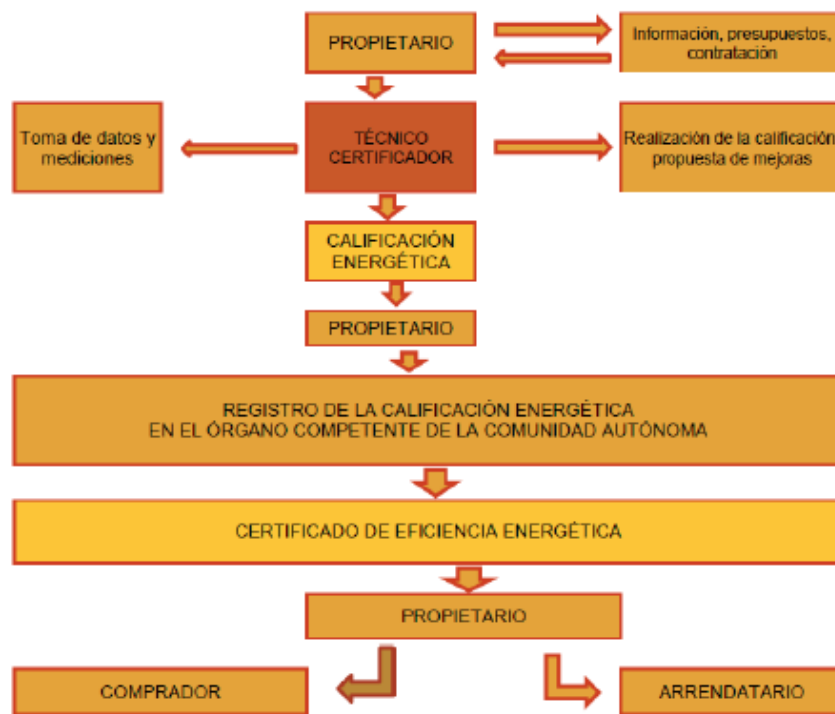 PROPIETARIO
Información, presupuestos,
contratación
Toma de datos y
mediciones
TÉCNICO
CERTIFICADOR
Realización de la calificación
propuesta de mejoras
CALIFICACIÓN
ENERGÉTICA
PROPIETARIO
REGISTRO DE LA CALIFICACIÓN ENERGÉTICA
EN EL ÓRGANO COMPETENTE DE LA COMUNIDAD AUTÓNOMA
CERTIFICADO DE EFICIENCIA ENERGÉTICA
PROPIETARIO
COMPRADOR
ARRENDATARIO